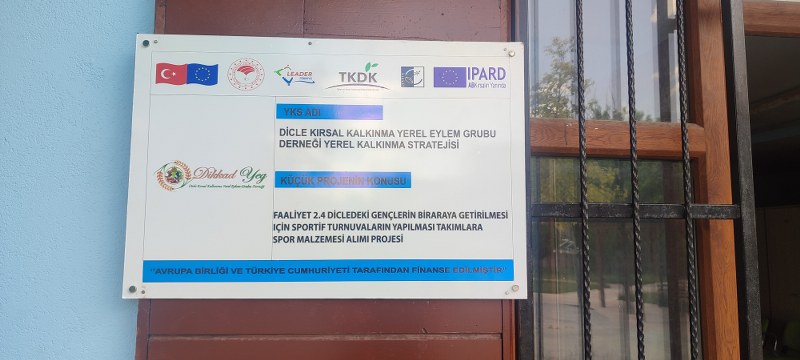 LEADER
TKDK
IPARD
YKS ADI
DİCLE KIRSAL KALKINMA YEREL EYLEM GRUBU
DERNEĞİ YEREL KALKINMA STRATEJİSİ
Dikkad Yeg
KÜÇÜK PROJENİN KONUSU
FAALİYET 2.4 DİCLEDEKİ GENÇLERİN BİRARAYA GETİRİLMESİ
İÇİN SPORTİF TURNUVALARIN YAPILMASI TAKIMLARA
SPOR MALZEMESİ ALIMI PROJESİ
"AVRUPA BİRLİĞİ VE TÜRKİYE CUMHURİYETİ TARAFINDAN FİNANSE EDİLMİŞTİR"